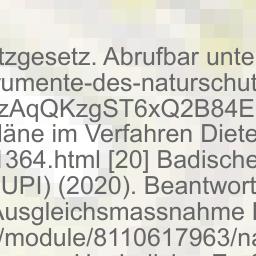 tzgesetz. Abrufbar unte
rumente-des-naturschut
zAqQKzgST6xQ2B84E
läne im Verfahren Diete
1364.html [20] Badische
(UPI) (2020). Beantwort
Ausgleichsmassnahme
/module/8110617963/na